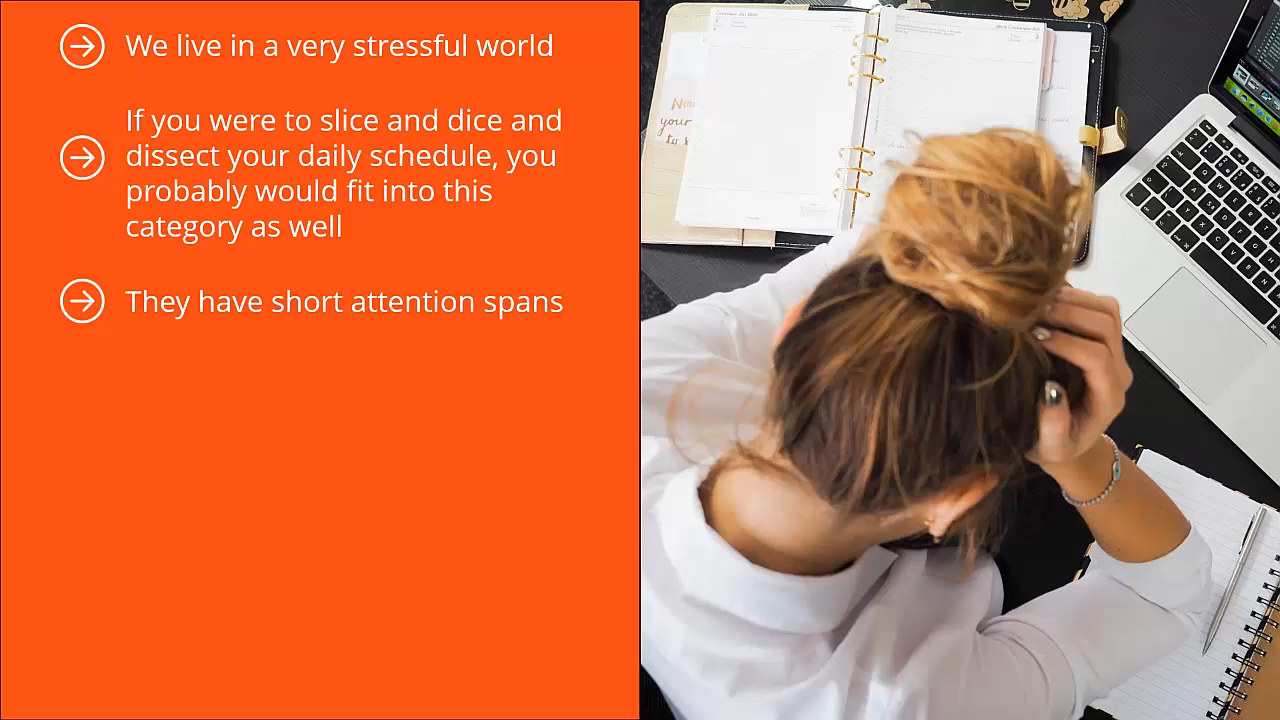 We live in a very stressful world
If you were to slice and dice and
dissect your daily schedule, you
probably would fit into this
category as well
They have short attention spans